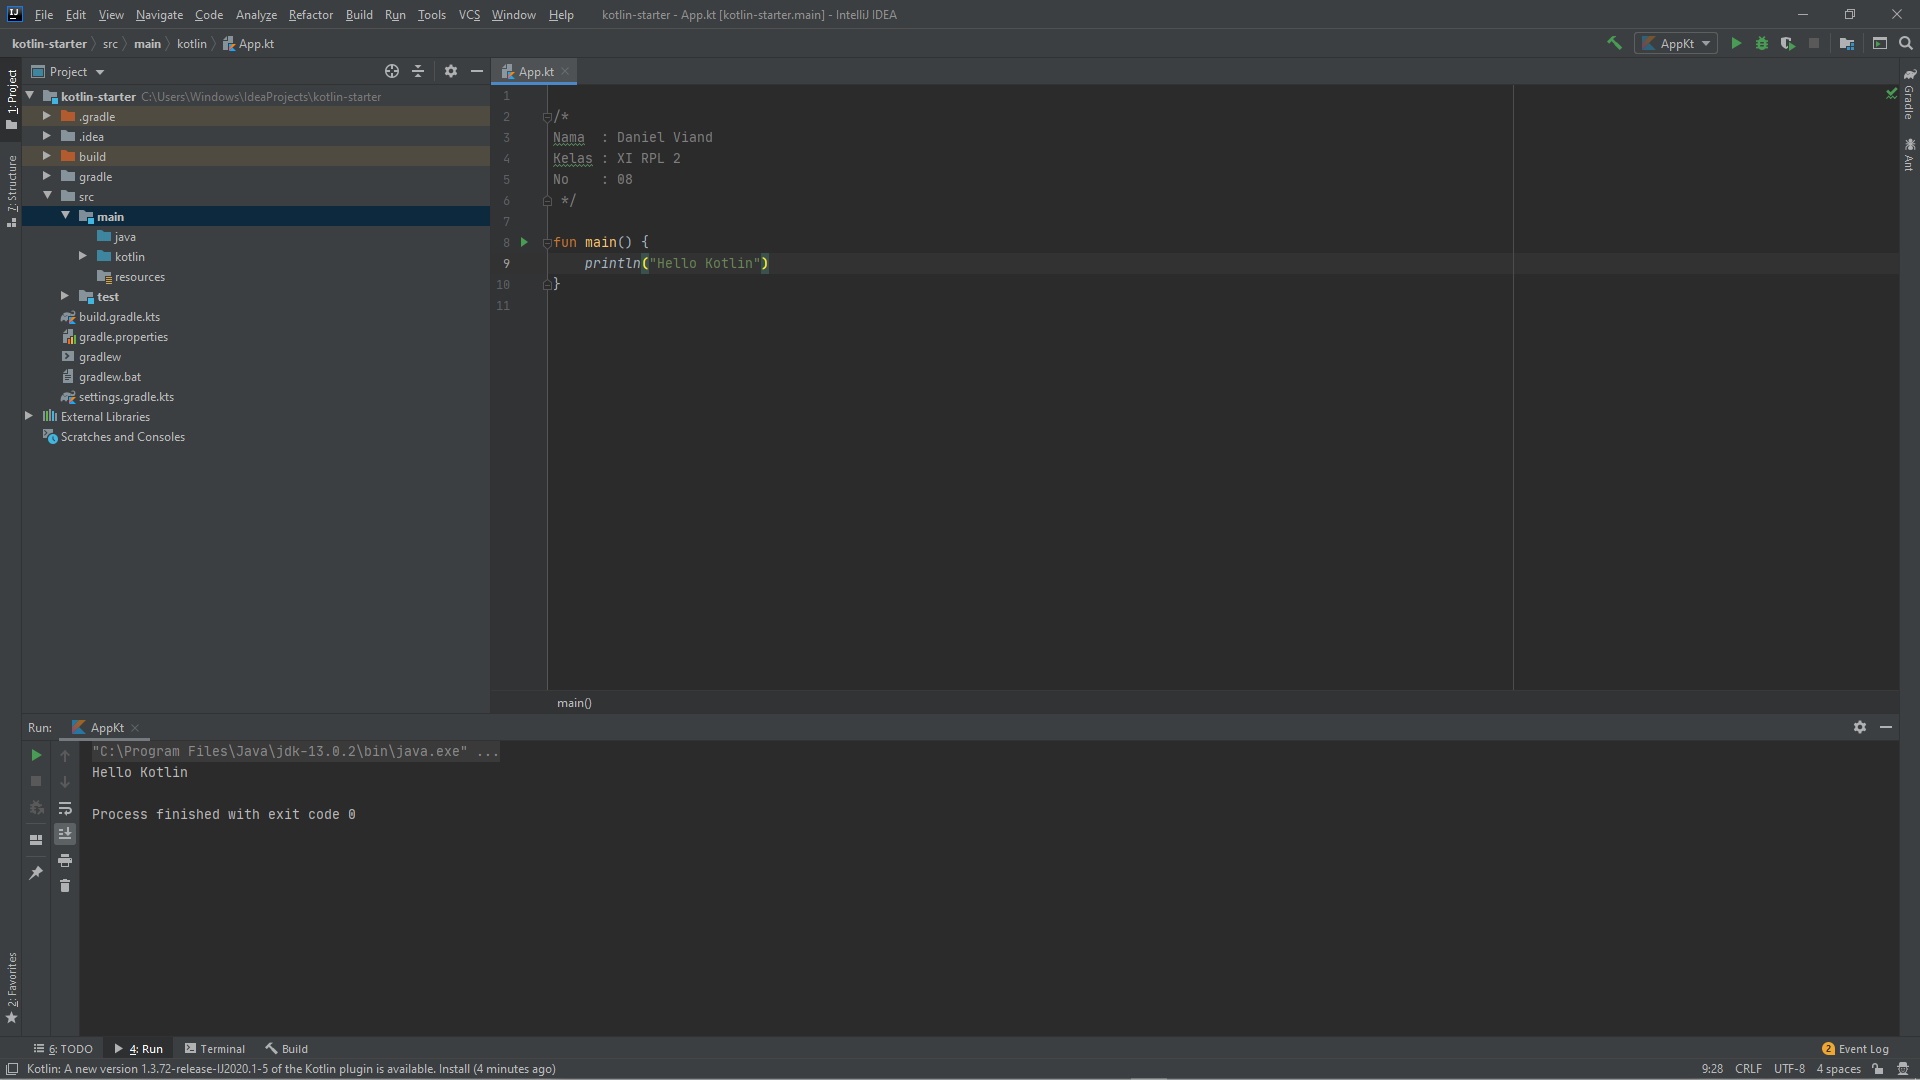 File Edit View Navigate Code Analyze Refactor Build Run Tools VCS Window Help kotlin-starter - App.kt [kotlin-starter.main] - IntelliJ IDEA
kotlin-starter src main kotlin App.kt AppKt
1: Project
7: Structure
2: Favorites
Project
kotlin-starter C:\Users\Windows\IdeaProjects\kotlin-starter
.gradle
.idea
build
gradle
src
main
java
kotlin
resources
test
build.gradle.kts
gradle.properties
gradlew
gradlew.bat
settings.gradle.kts
External Libraries
Scratches and Consoles
App.kt
1
2 /*
3 Nama  : Daniel Viand
4 Kelas : XI RPL 2
5 No    : 08
6 */
7
8 fun main() {
9     println("Hello Kotlin")
10 }
11
main()
Gradle
Ant
Run: AppKt
"C:\Program Files\Java\jdk-13.0.2\bin\java.exe" ...
Hello Kotlin
Process finished with exit code 0
6: TODO 4: Run Terminal Build 2 Event Log
Kotlin: A new version 1.3.72-release-IJ2020.1-5 of the Kotlin plugin is available. Install (4 minutes ago) 9:28 CRLF UTF-8 4 spaces